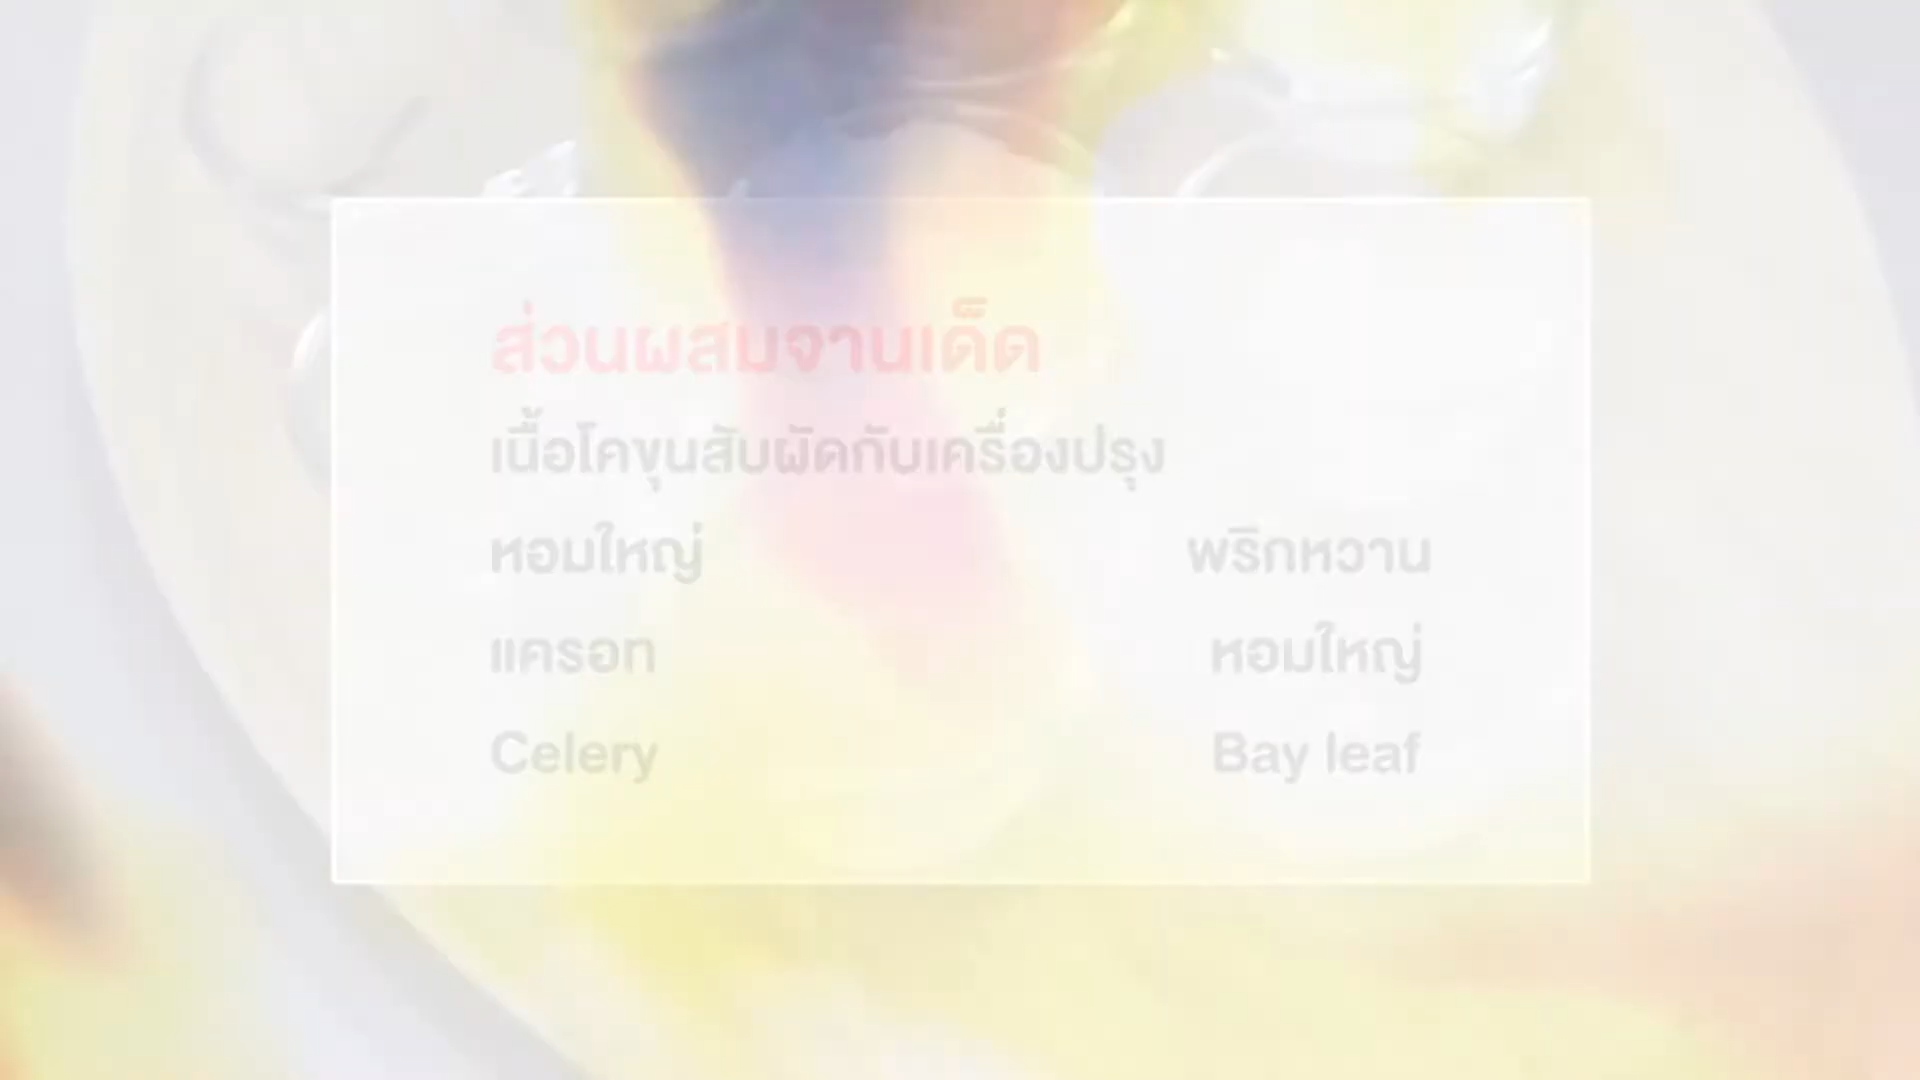 ส่วนผสมจานเด็ด
เนื้อโคขุนสับผัดกับเครื่องปรุง
หอมใหญ่ พริกหวาน
แครอท หอมใหญ่
Celery Bay leaf